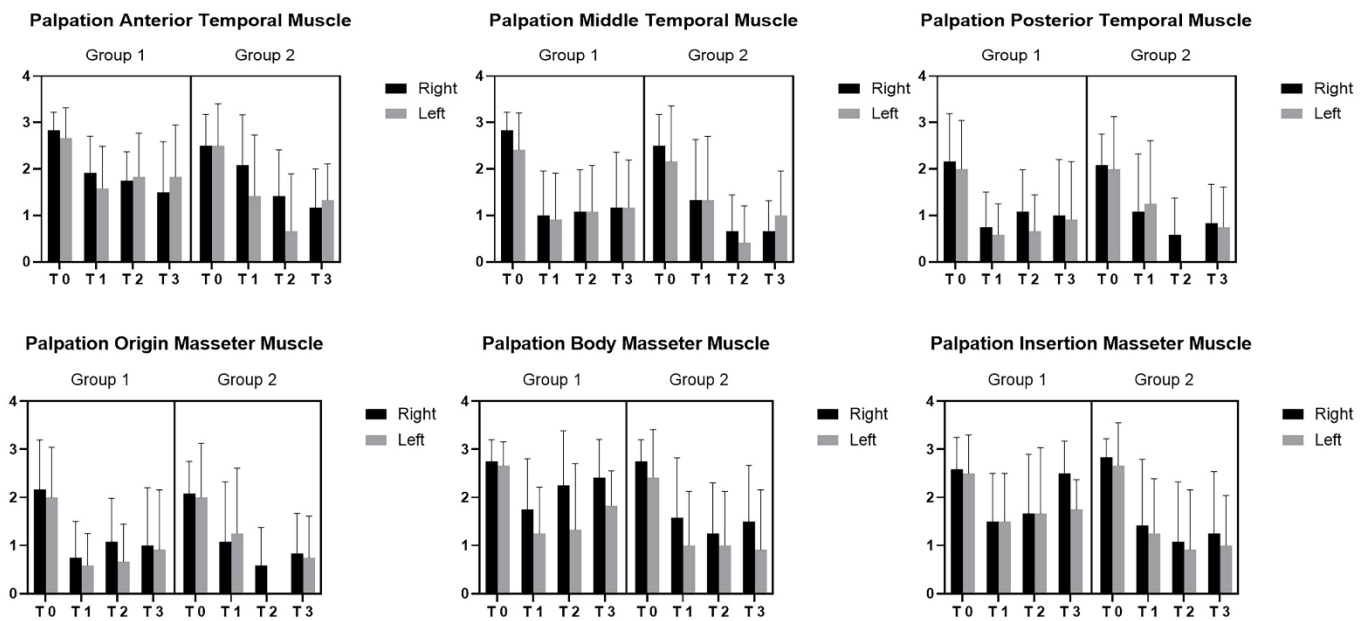 Palpation Anterior Temporal Muscle
Group 1 Group 2
4
3
2
1
0
T 0 T 1 T 2 T 3 T 0 T 1 T 2 T 3
Right
Left
Palpation Middle Temporal Muscle
Group 1 Group 2
4
3
2
1
0
T 0 T 1 T 2 T 3 T 0 T 1 T 2 T 3
Right
Left
Palpation Posterior Temporal Muscle
Group 1 Group 2
4
3
2
1
0
T 0 T 1 T 2 T 3 T 0 T 1 T 2 T 3
Right
Left
Palpation Origin Masseter Muscle
Group 1 Group 2
4
3
2
1
0
T 0 T 1 T 2 T 3 T 0 T 1 T 2 T 3
Right
Left
Palpation Body Masseter Muscle
Group 1 Group 2
4
3
2
1
0
T 0 T 1 T 2 T 3 T 0 T 1 T 2 T 3
Right
Left
Palpation Insertion Masseter Muscle
Group 1 Group 2
4
3
2
1
0
T 0 T 1 T 2 T 3 T 0 T 1 T 2 T 3
Right
Left